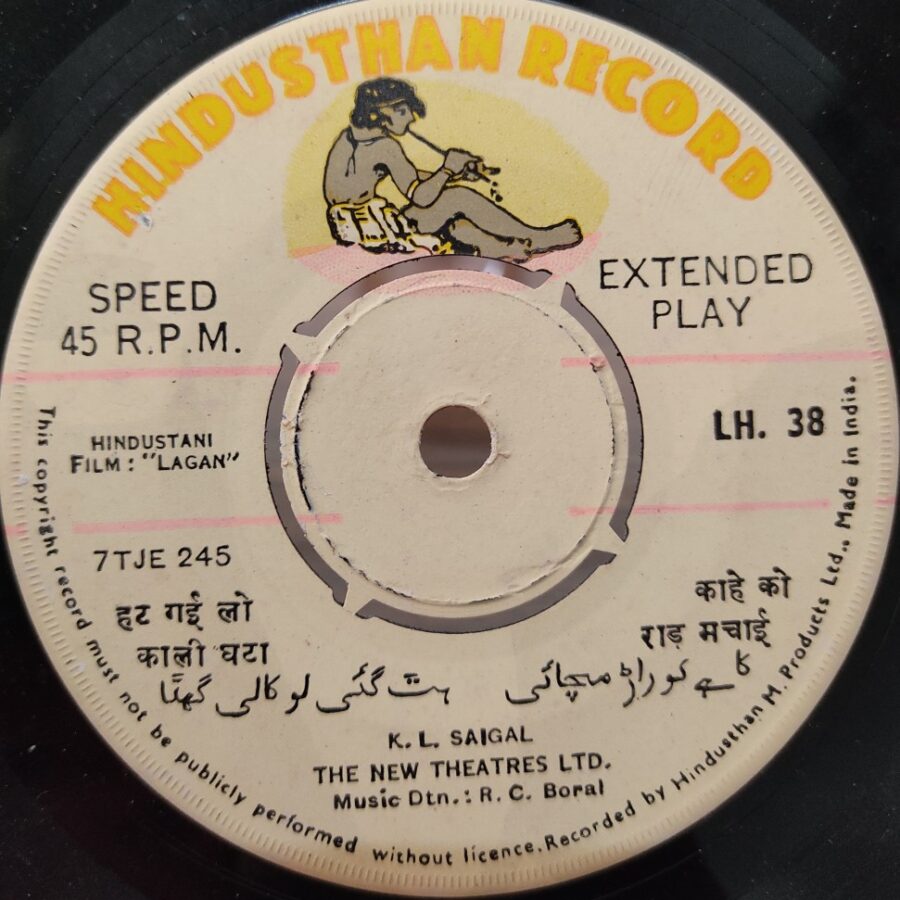 HINDUSTHAN RECORD
SPEED
45 R.P.M.
EXTENDED
PLAY
HINDUSTANI
FILM : "LAGAN"
LH. 38
7TJE 245
हट गई लो
काली घटा
काहे को
राड़ मचाई
ہٹ گئی لو کالی گھٹا
کاہے کو راڑ مچائی
K. L. SAIGAL
THE NEW THEATRES LTD.
Music Dtn.: R. C. Boral
This copyright record must not be publicly performed without licence. Recorded by Hindusthan M. Products Ltd., Made in India.